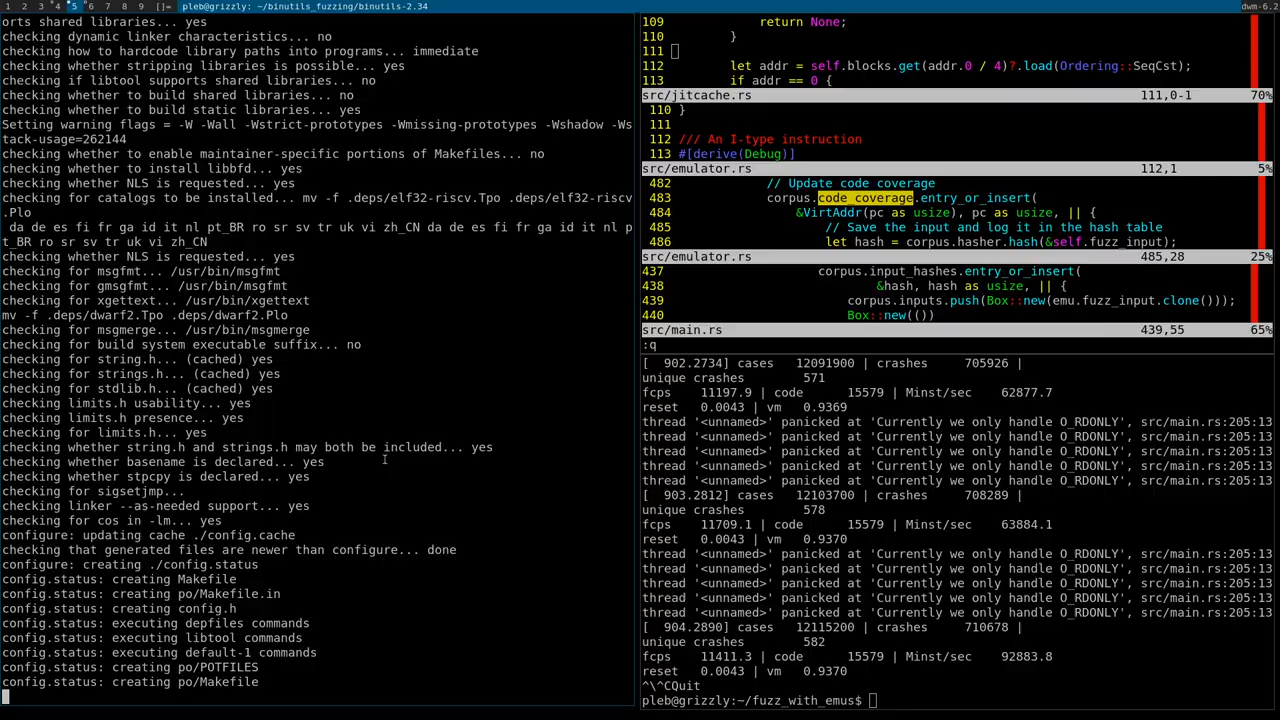 1 2 3 4 5 6 7 8 9 []= pleb@grizzly: ~/binutils_fuzzing/binutils-2.34
dwm-6.2
orts shared libraries... yes
checking dynamic linker characteristics... no
checking how to hardcode library paths into programs... immediate
checking whether stripping libraries is possible... yes
checking if libtool supports shared libraries... no
checking whether to build shared libraries... no
checking whether to build static libraries... yes
Setting warning flags = -W -Wall -Wstrict-prototypes -Wmissing-prototypes -Wshadow -Ws
tack-usage=262144
checking whether to enable maintainer-specific portions of Makefiles... no
checking whether to install libbfd... yes
checking whether NLS is requested... yes
checking for catalogs to be installed... mv -f .deps/elf32-riscv.Tpo .deps/elf32-riscv
.Plo
 da de es fi fr ga id it nl pt_BR ro sr sv tr uk vi zh_CN da de es fi fr ga id it nl p
t_BR ro sr sv tr uk vi zh_CN
checking whether NLS is requested... yes
checking for msgfmt... /usr/bin/msgfmt
checking for gmsgfmt... /usr/bin/msgfmt
checking for xgettext... /usr/bin/xgettext
mv -f .deps/dwarf2.Tpo .deps/dwarf2.Plo
checking for msgmerge... /usr/bin/msgmerge
checking for build system executable suffix... no
checking for string.h... (cached) yes
checking for strings.h... (cached) yes
checking for stdlib.h... (cached) yes
checking limits.h usability... yes
checking limits.h presence... yes
checking for limits.h... yes
checking whether string.h and strings.h may both be included... yes
checking whether basename is declared... yes
checking whether stpcpy is declared... yes
checking for sigsetjmp...
checking linker --as-needed support... yes
checking for cos in -lm... yes
configure: updating cache ./config.cache
checking that generated files are newer than configure... done
configure: creating ./config.status
config.status: creating Makefile
config.status: creating po/Makefile.in
config.status: creating config.h
config.status: executing depfiles commands
config.status: executing libtool commands
config.status: executing default-1 commands
config.status: creating po/POTFILES
config.status: creating po/Makefile
109 return None;
110 }
111
112 let addr = self.blocks.get(addr.0 / 4)?.load(Ordering::SeqCst);
113 if addr == 0 {
src/jitcache.rs 111,0-1 70%
110 }
111
112 /// An I-type instruction
113 #[derive(Debug)]
src/emulator.rs 112,1 5%
482 // Update code coverage
483 corpus.code_coverage.entry_or_insert(
484 &VirtAddr(pc as usize), pc as usize, || {
485 // Save the input and log it in the hash table
486 let hash = corpus.hasher.hash(&self.fuzz_input);
src/emulator.rs 485,28 25%
437 corpus.input_hashes.entry_or_insert(
438 &hash, hash as usize, || {
439 corpus.inputs.push(Box::new(emu.fuzz_input.clone()));
440 Box::new(())
src/main.rs 439,55 65%
:q
[  902.2734] cases   12091900 | crashes    705926 |
unique crashes        571
fcps   11197.9 | code    15579 | Minst/sec   62877.7
reset   0.0043 | vm   0.9369
thread '<unnamed>' panicked at 'Currently we only handle O_RDONLY', src/main.rs:205:13
thread '<unnamed>' panicked at 'Currently we only handle O_RDONLY', src/main.rs:205:13
thread '<unnamed>' panicked at 'Currently we only handle O_RDONLY', src/main.rs:205:13
thread '<unnamed>' panicked at 'Currently we only handle O_RDONLY', src/main.rs:205:13
thread '<unnamed>' panicked at 'Currently we only handle O_RDONLY', src/main.rs:205:13
[  903.2812] cases   12103700 | crashes    708289 |
unique crashes        578
fcps   11709.1 | code    15579 | Minst/sec   63884.1
reset   0.0043 | vm   0.9370
thread '<unnamed>' panicked at 'Currently we only handle O_RDONLY', src/main.rs:205:13
thread '<unnamed>' panicked at 'Currently we only handle O_RDONLY', src/main.rs:205:13
thread '<unnamed>' panicked at 'Currently we only handle O_RDONLY', src/main.rs:205:13
thread '<unnamed>' panicked at 'Currently we only handle O_RDONLY', src/main.rs:205:13
thread '<unnamed>' panicked at 'Currently we only handle O_RDONLY', src/main.rs:205:13
[  904.2890] cases   12115200 | crashes    710678 |
unique crashes        582
fcps   11411.3 | code    15579 | Minst/sec   92883.8
reset   0.0043 | vm   0.9370
^\^CQuit
pleb@grizzly:~/fuzz_with_emus$